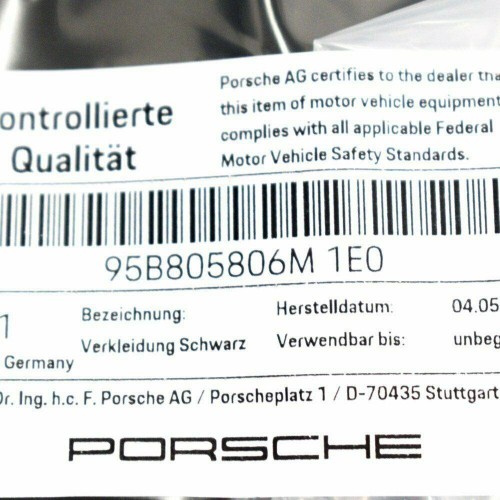 ontrollierte
Qualität
Porsche AG certifies to the dealer tha
this item of motor vehicle equipment
complies with all applicable Federal
Motor Vehicle Safety Standards.
95B805806M 1E0
1
Germany
Bezeichnung:
Verkleidung Schwarz
Herstelldatum: 04.05
Verwendbar bis: unbeg
Dr. Ing. h.c. F. Porsche AG / Porscheplatz 1 / D-70435 Stuttgart
PORSCHE